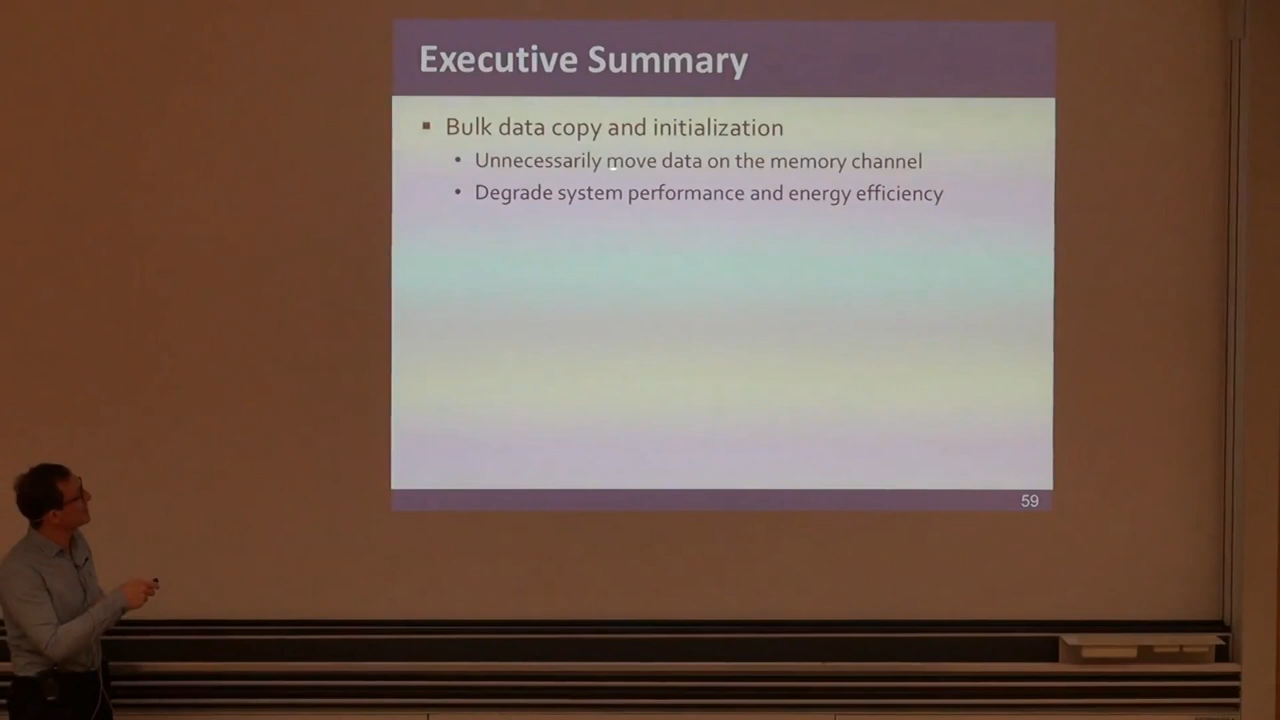 Executive Summary
▪ Bulk data copy and initialization
• Unnecessarily move data on the memory channel
• Degrade system performance and energy efficiency
59